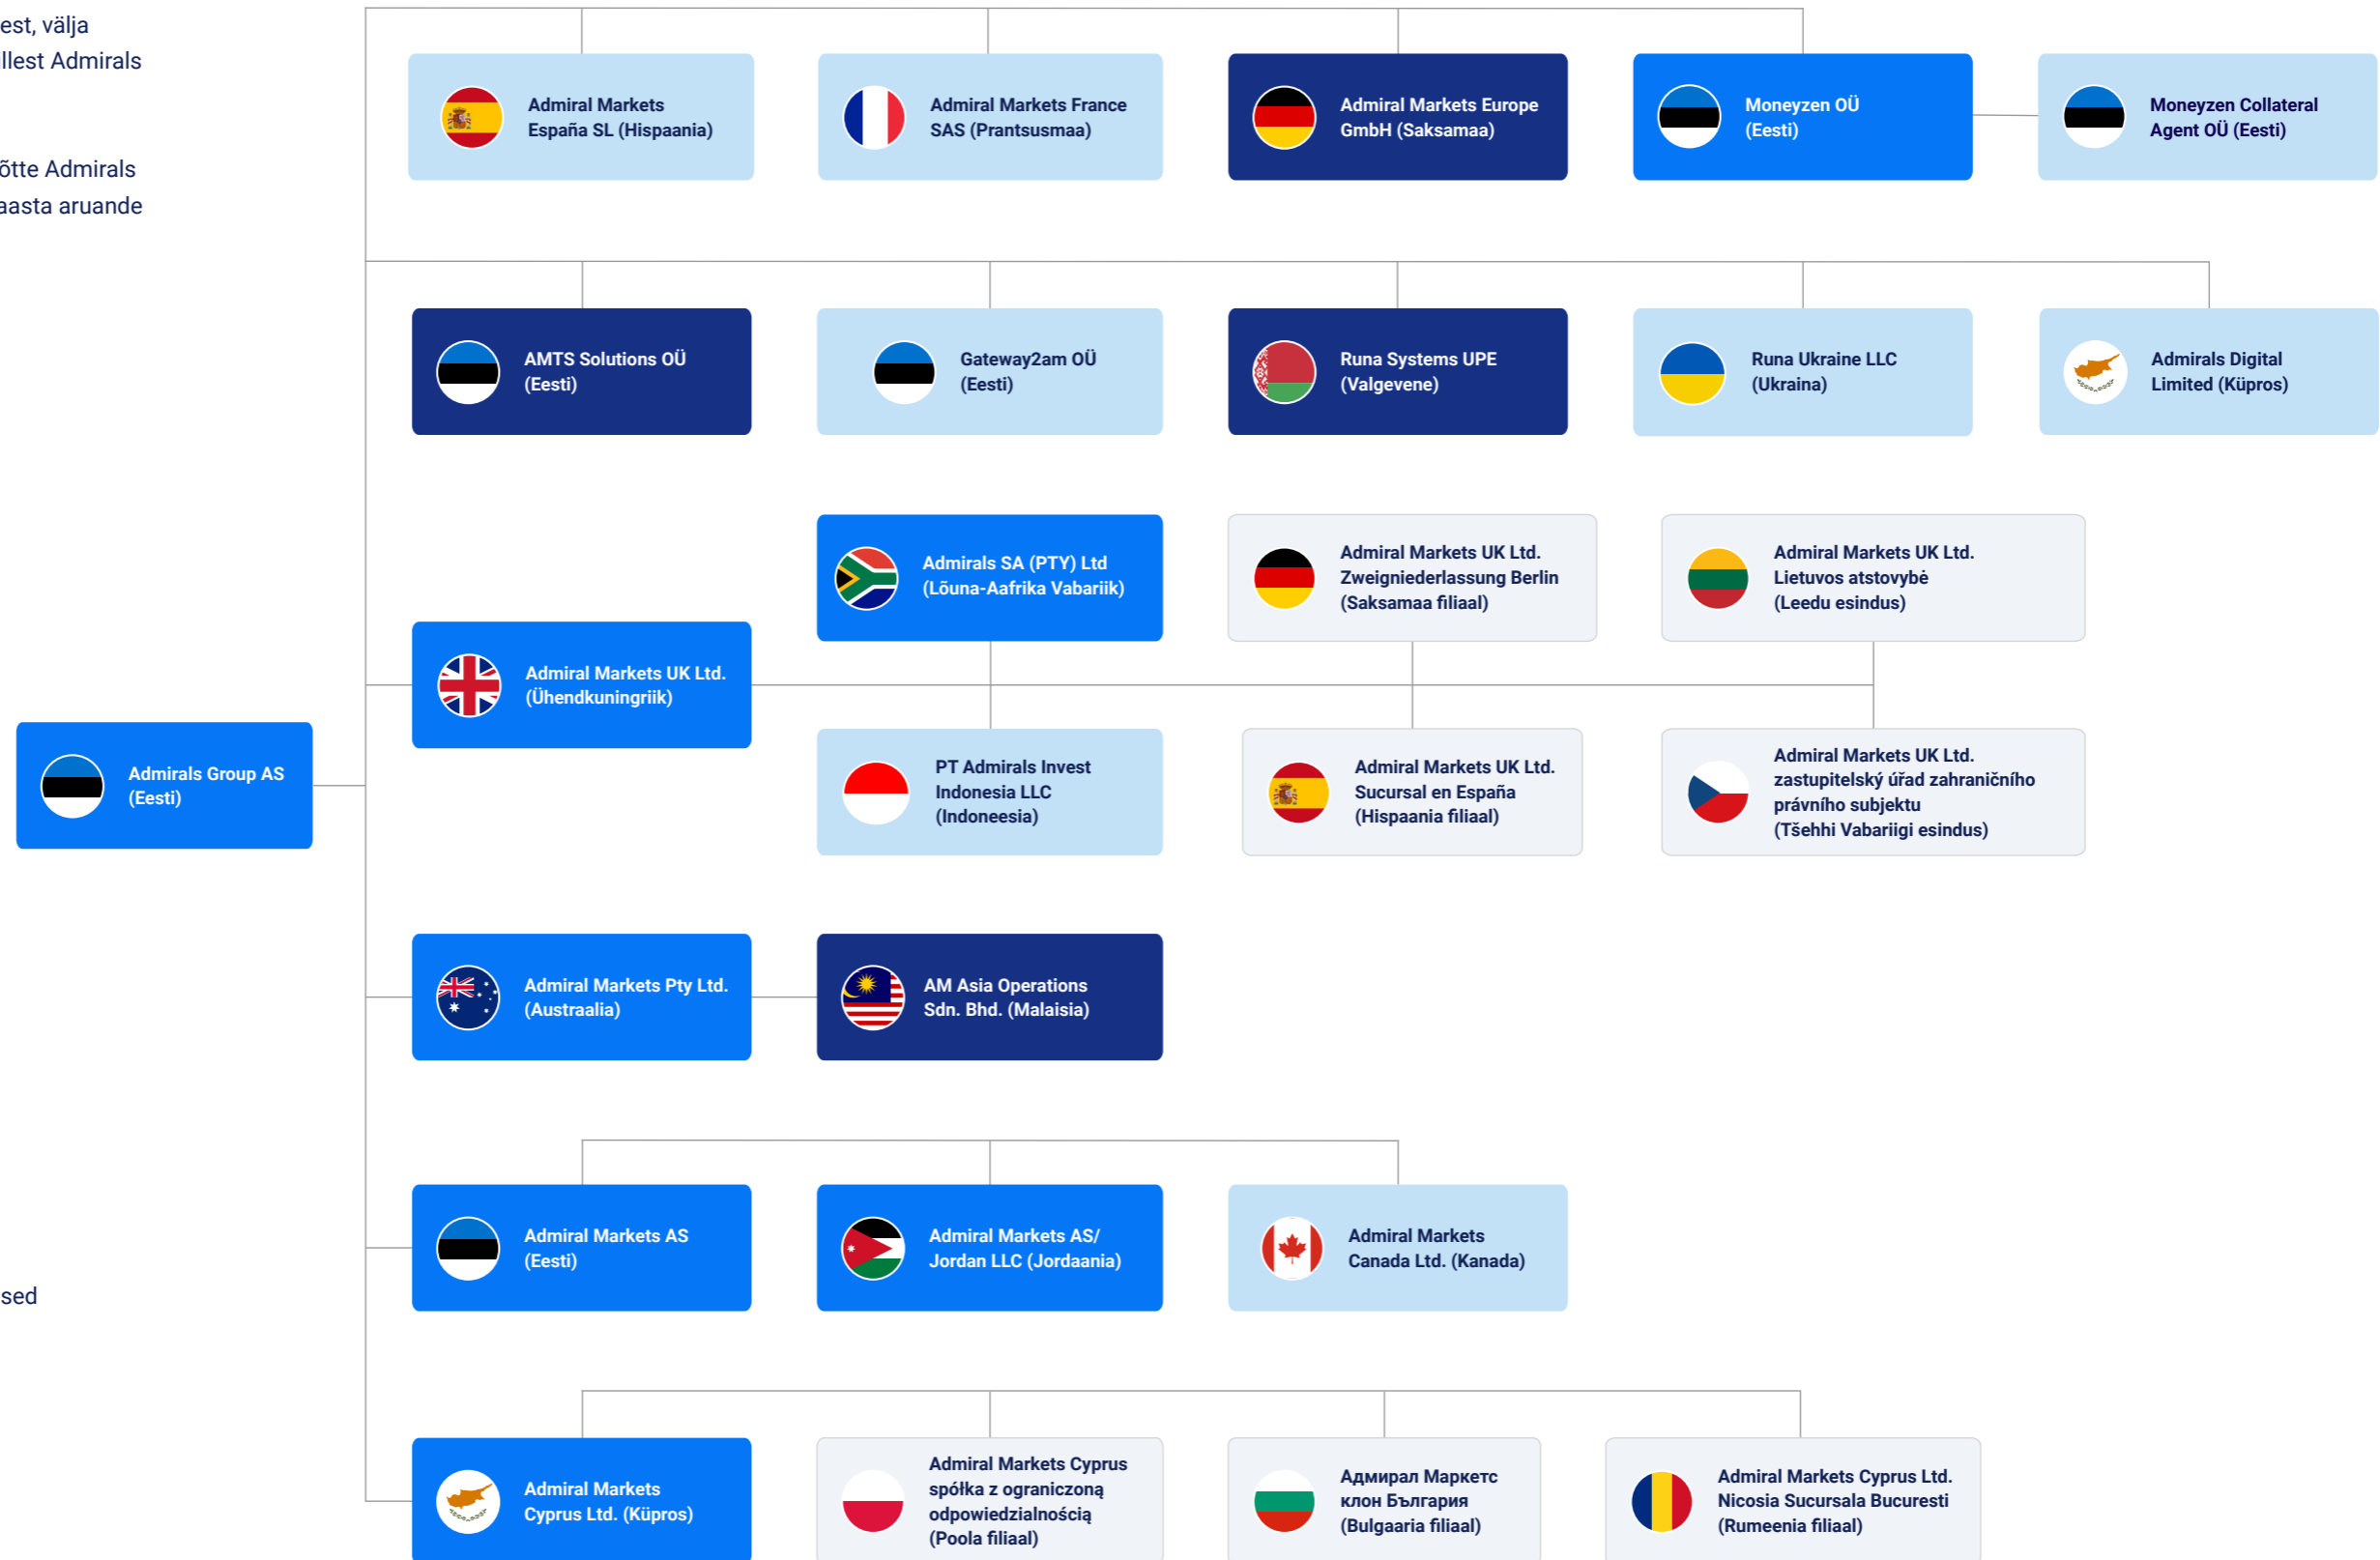 est, välja
illest Admirals
õtte Admirals
aasta aruande
sed
Admirals Group AS
(Eesti)
Admiral Markets
España SL (Hispaania)
Admiral Markets France
SAS (Prantsusmaa)
Admiral Markets Europe
GmbH (Saksamaa)
Moneyzen OÜ
(Eesti)
Moneyzen Collateral
Agent OÜ (Eesti)
AMTS Solutions OÜ
(Eesti)
Gateway2am OÜ
(Eesti)
Runa Systems UPE
(Valgevene)
Runa Ukraine LLC
(Ukraina)
Admirals Digital
Limited (Küpros)
Admiral Markets UK Ltd.
(Ühendkuningriik)
Admirals SA (PTY) Ltd
(Lõuna-Aafrika Vabariik)
Admiral Markets UK Ltd.
Zweigniederlassung Berlin
(Saksamaa filiaal)
Admiral Markets UK Ltd.
Lietuvos atstovybė
(Leedu esindus)
PT Admirals Invest
Indonesia LLC
(Indoneesia)
Admiral Markets UK Ltd.
Sucursal en España
(Hispaania filiaal)
Admiral Markets UK Ltd.
zastupitelský úřad zahraničního
právního subjektu
(Tšehhi Vabariigi esindus)
Admiral Markets Pty Ltd.
(Austraalia)
AM Asia Operations
Sdn. Bhd. (Malaisia)
Admiral Markets AS
(Eesti)
Admiral Markets AS/
Jordan LLC (Jordaania)
Admiral Markets
Canada Ltd. (Kanada)
Admiral Markets
Cyprus Ltd. (Küpros)
Admiral Markets Cyprus
spółka z ograniczoną
odpowiedzialnością
(Poola filiaal)
Адмирал Маркетс
клон България
(Bulgaaria filiaal)
Admiral Markets Cyprus Ltd.
Nicosia Sucursala Bucuresti
(Rumeenia filiaal)